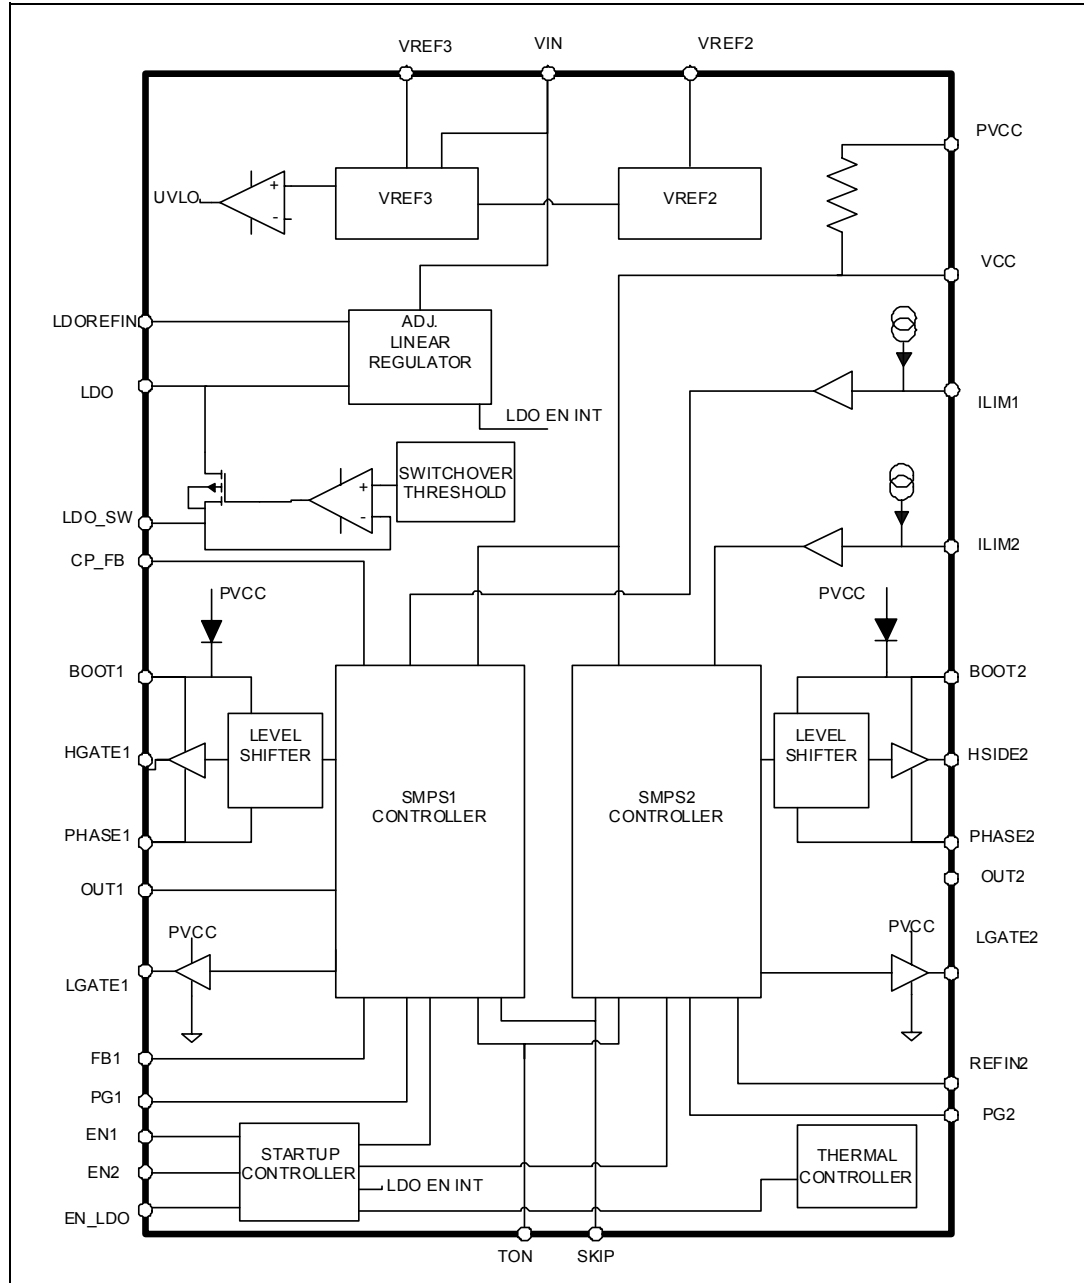 VREF3
VIN
VREF2
PVCC
UVLO
+
-
VREF3
VREF2
VCC
LDOREFIN
ADJ.
LINEAR
REGULATOR
LDO
ILIM1
LDO EN INT
SWITCHOVER
THRESHOLD
+
-
LDO_SW
ILIM2
CP_FB
PVCC
PVCC
BOOT1
BOOT2
LEVEL
SHIFTER
LEVEL
SHIFTER
HGATE1
HSIDE2
SMPS1
CONTROLLER
SMPS2
CONTROLLER
PHASE1
PHASE2
OUT1
OUT2
PVCC
PVCC
LGATE2
LGATE1
FB1
REFIN2
PG1
PG2
EN1
STARTUP
CONTROLLER
THERMAL
CONTROLLER
EN2
LDO EN INT
EN_LDO
TON
SKIP